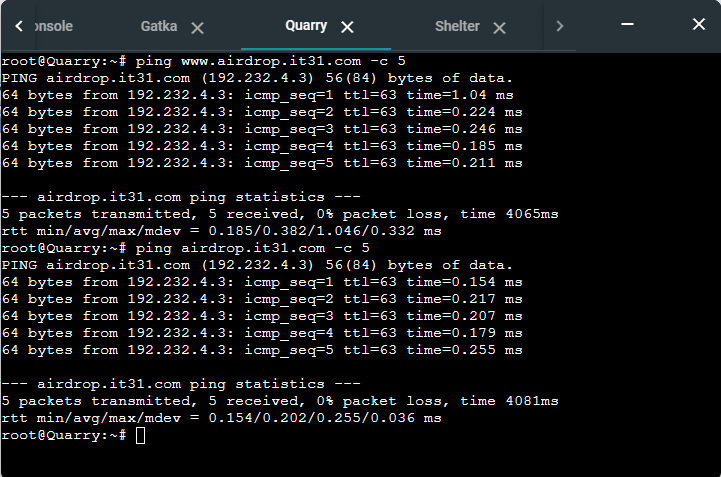 onsole Gatka Quarry Shelter
root@Quarry:~# ping www.airdrop.it31.com -c 5
PING airdrop.it31.com (192.232.4.3) 56(84) bytes of data.
64 bytes from 192.232.4.3: icmp_seq=1 ttl=63 time=1.04 ms
64 bytes from 192.232.4.3: icmp_seq=2 ttl=63 time=0.224 ms
64 bytes from 192.232.4.3: icmp_seq=3 ttl=63 time=0.246 ms
64 bytes from 192.232.4.3: icmp_seq=4 ttl=63 time=0.185 ms
64 bytes from 192.232.4.3: icmp_seq=5 ttl=63 time=0.211 ms
--- airdrop.it31.com ping statistics ---
5 packets transmitted, 5 received, 0% packet loss, time 4065ms
rtt min/avg/max/mdev = 0.185/0.382/1.046/0.332 ms
root@Quarry:~# ping airdrop.it31.com -c 5
PING airdrop.it31.com (192.232.4.3) 56(84) bytes of data.
64 bytes from 192.232.4.3: icmp_seq=1 ttl=63 time=0.154 ms
64 bytes from 192.232.4.3: icmp_seq=2 ttl=63 time=0.217 ms
64 bytes from 192.232.4.3: icmp_seq=3 ttl=63 time=0.207 ms
64 bytes from 192.232.4.3: icmp_seq=4 ttl=63 time=0.179 ms
64 bytes from 192.232.4.3: icmp_seq=5 ttl=63 time=0.255 ms
--- airdrop.it31.com ping statistics ---
5 packets transmitted, 5 received, 0% packet loss, time 4081ms
rtt min/avg/max/mdev = 0.154/0.202/0.255/0.036 ms
root@Quarry:~#